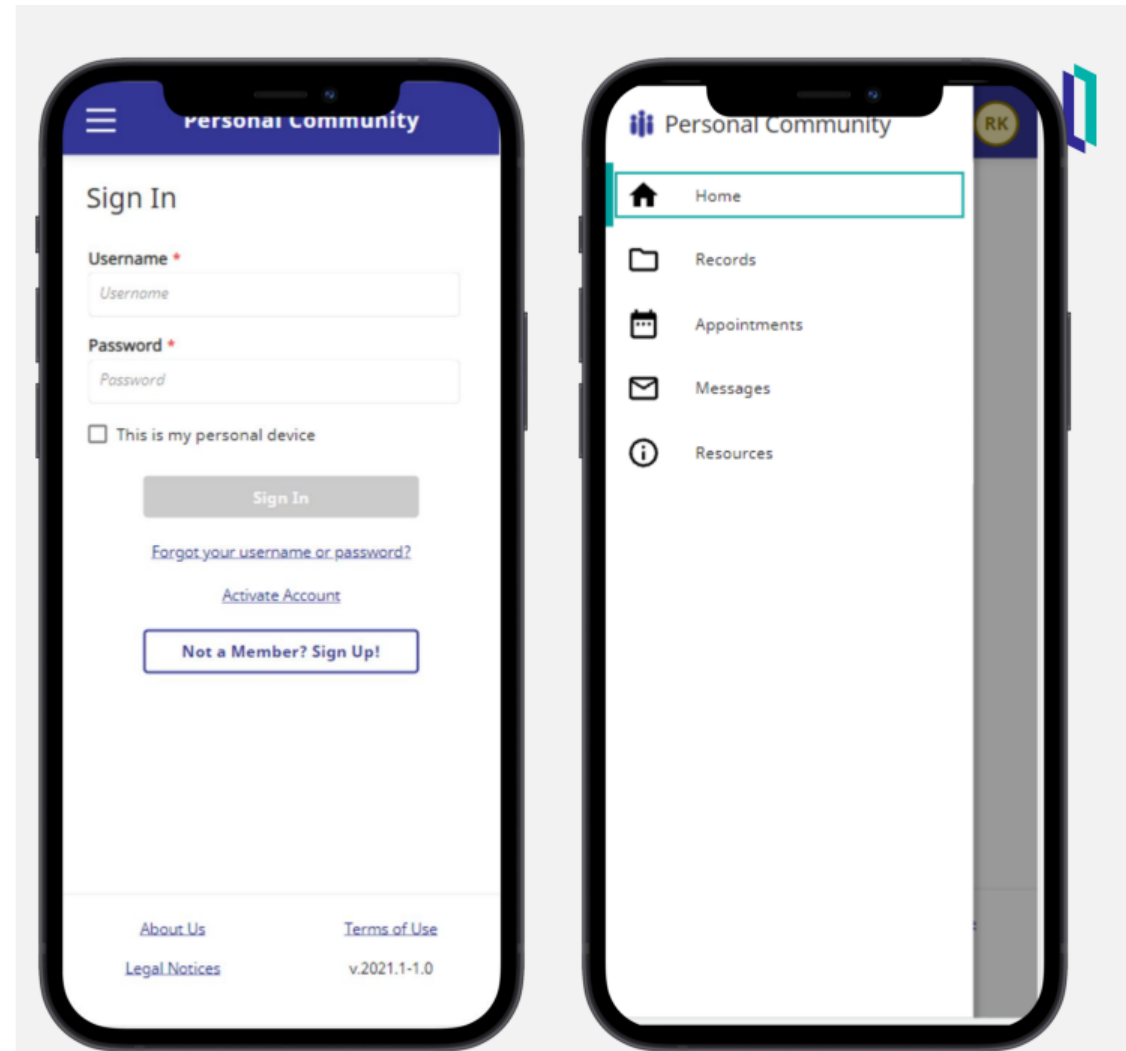 Personal Community
Sign In
Username *
Username
Password *
Password
This is my personal device
Sign In
Forgot your username or password?
Activate Account
Not a Member? Sign Up!
About Us
Terms of Use
Legal Notices
v.2021.1-1.0
Personal Community
RK
Home
Records
Appointments
Messages
Resources